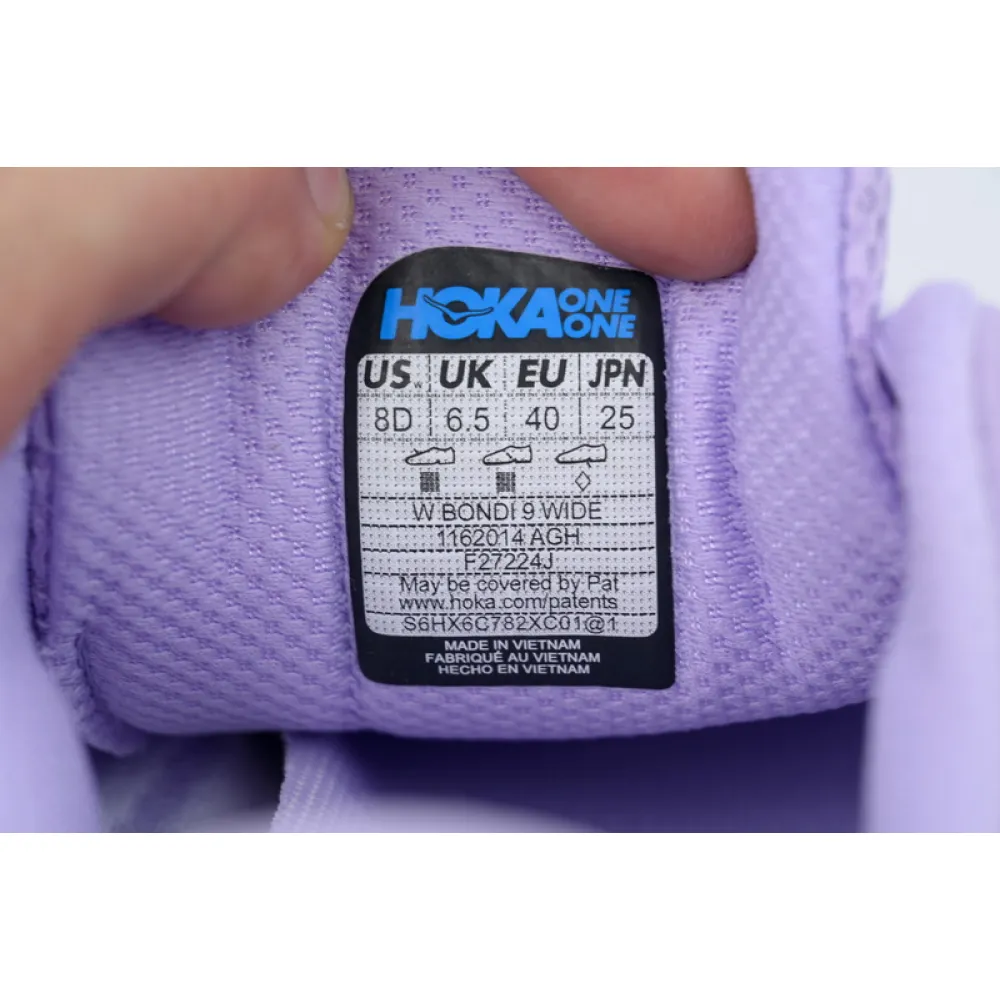 HOKA ONE ONE
US W UK EU JPN
8D 6.5 40 25
W BONDI 9 WIDE
1162014 AGH
F27224J
May be covered by Pat
www.hoka.com/patents
S6HX6C782XC01@1
MADE IN VIETNAM
FABRIQUÉ AU VIETNAM
HECHO EN VIETNAM